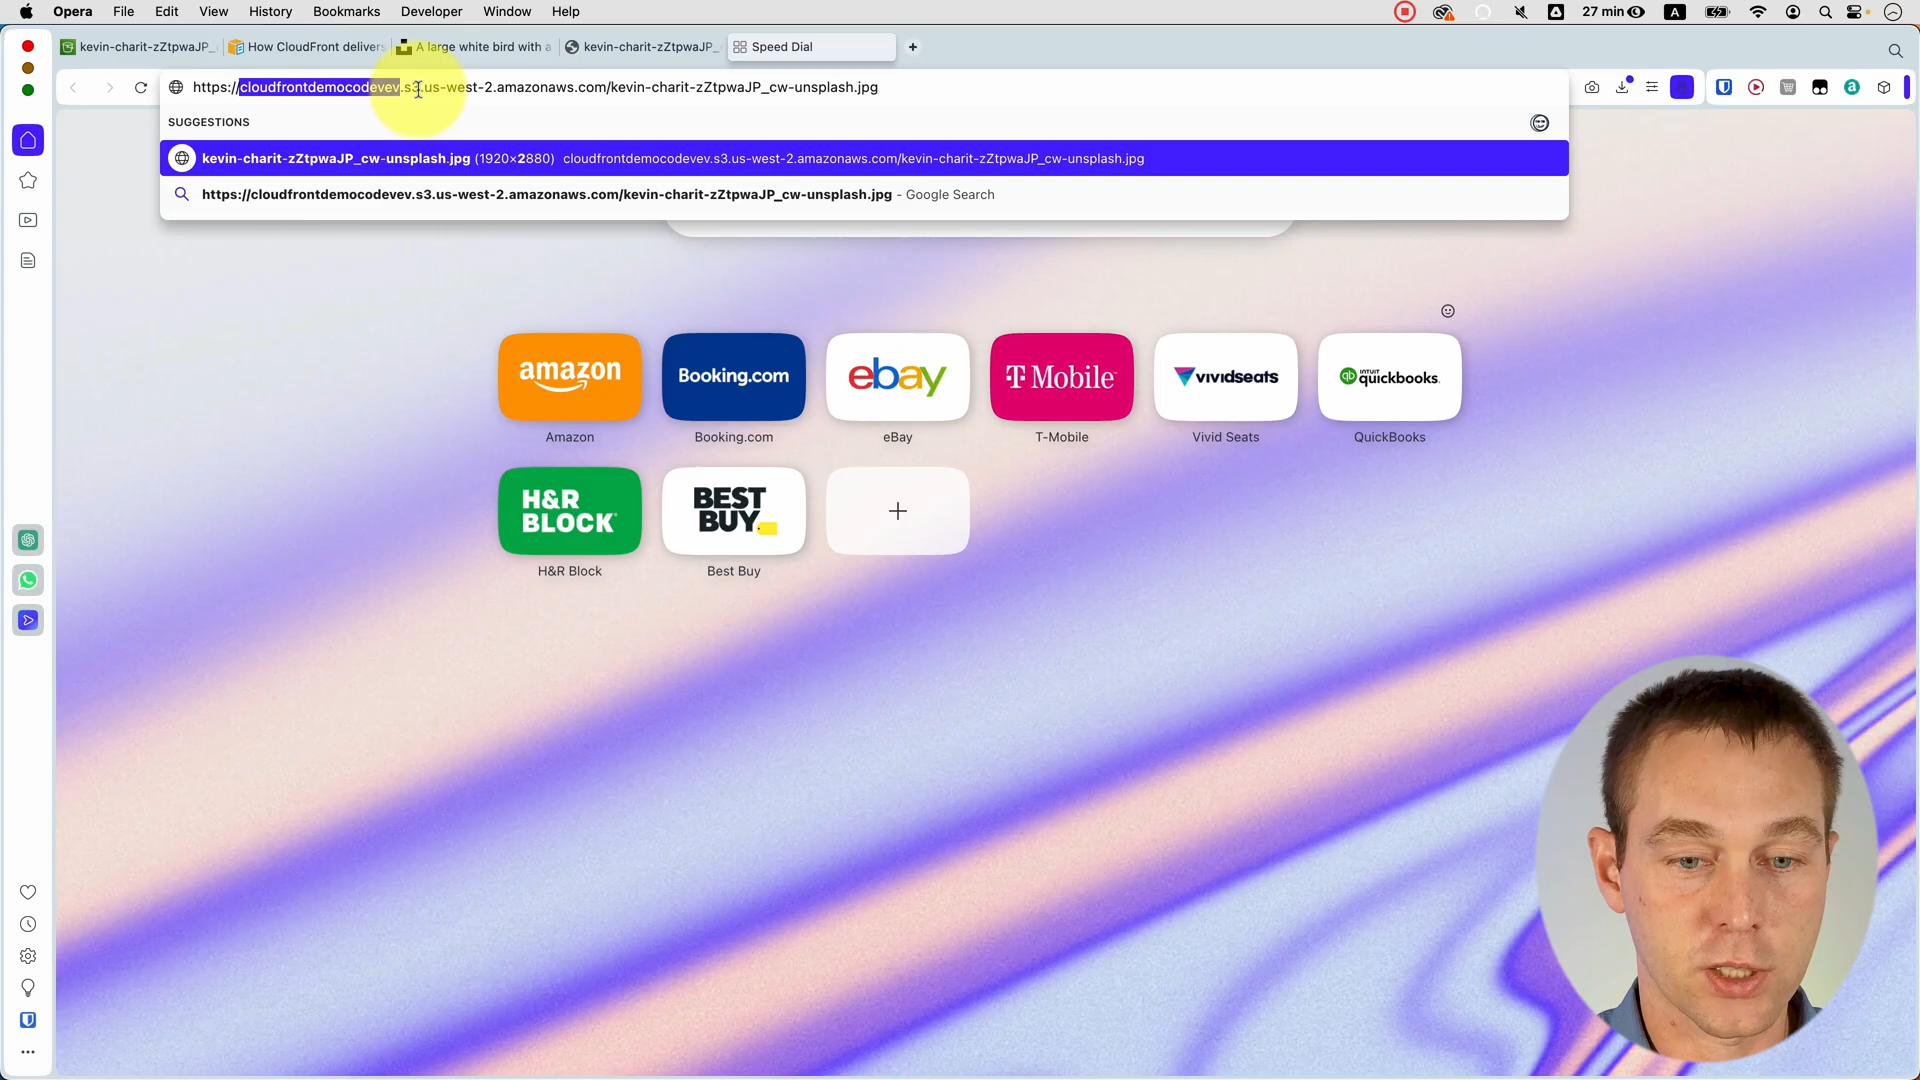 Opera File Edit View History Bookmarks Developer Window Help
27 min
A
kevin-charit-zZtpwaJP_
How CloudFront delivers
A large white bird with a
kevin-charit-zZtpwaJP_
Speed Dial
https://cloudfrontdemocodevev.s3.us-west-2.amazonaws.com/kevin-charit-zZtpwaJP_cw-unsplash.jpg
SUGGESTIONS
kevin-charit-zZtpwaJP_cw-unsplash.jpg (1920×2880) cloudfrontdemocodevev.s3.us-west-2.amazonaws.com/kevin-charit-zZtpwaJP_cw-unsplash.jpg
https://cloudfrontdemocodevev.s3.us-west-2.amazonaws.com/kevin-charit-zZtpwaJP_cw-unsplash.jpg - Google Search
amazon
Booking.com
ebay
T Mobile
vividseats
INTUIT
quickbooks.
Amazon
Booking.com
eBay
T-Mobile
Vivid Seats
QuickBooks
H&R
BLOCK
BEST
BUY
H&R Block
Best Buy